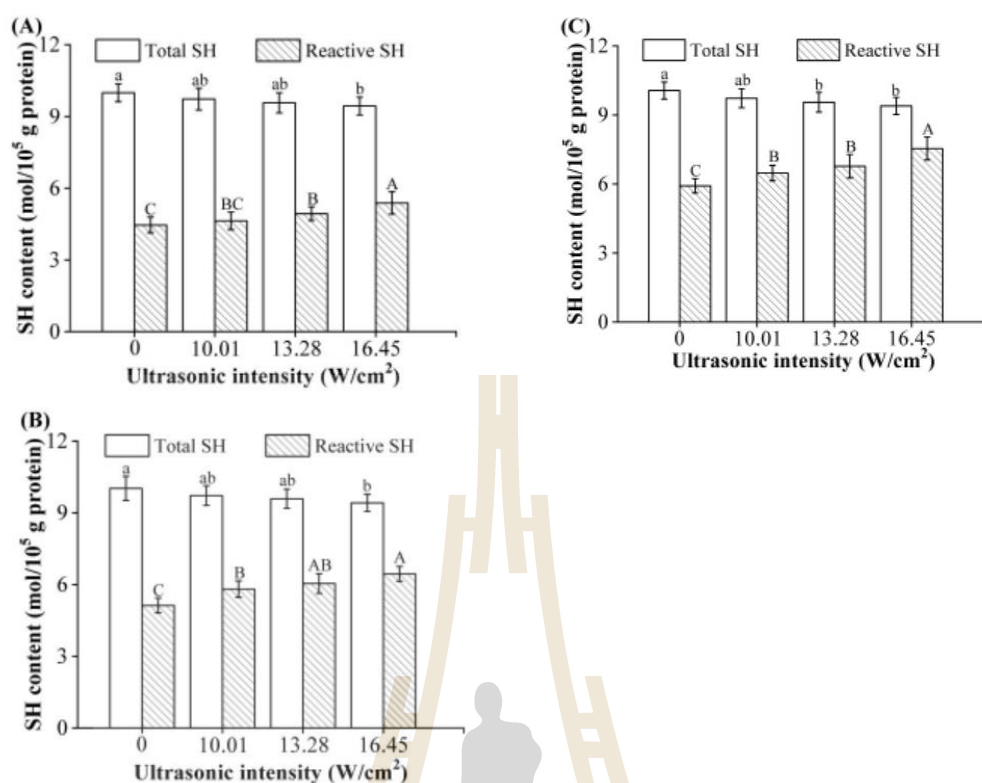 (A)
Total SH Reactive SH
12
9
6
3
0
a ab ab b
C BC B A
SH content (mol/10⁵ g protein)
0 10.01 13.28 16.45
Ultrasonic intensity (W/cm²)
(C)
Total SH Reactive SH
12
9
6
3
0
a ab b b
C B B A
SH content (mol/10⁵ g protein)
0 10.01 13.28 16.45
Ultrasonic intensity (W/cm²)
(B)
Total SH Reactive SH
12
9
6
3
0
a ab ab b
C B AB A
SH content (mol/10⁵ g protein)
0 10.01 13.28 16.45
Ultrasonic intensity (W/cm²)